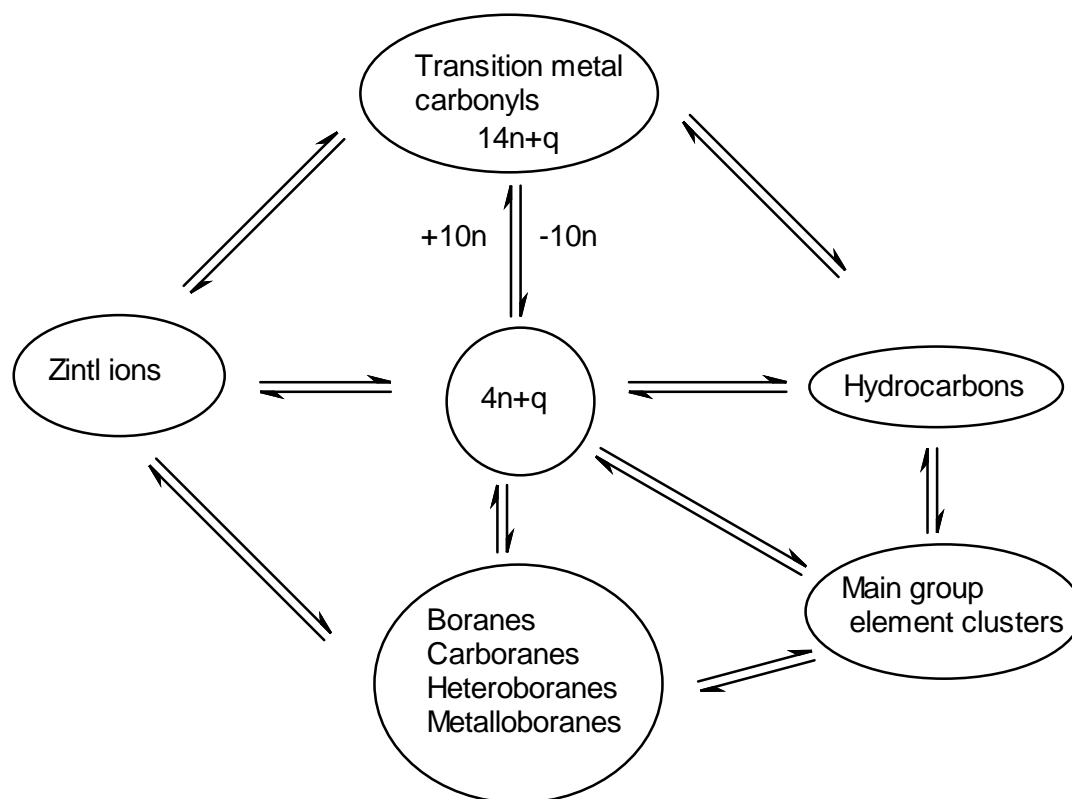 Transition metal
carbonyls
14n+q
+10n
-10n
Zintl ions
4n+q
Hydrocarbons
Boranes
Carboranes
Heteroboranes
Metalloboranes
Main group
element clusters